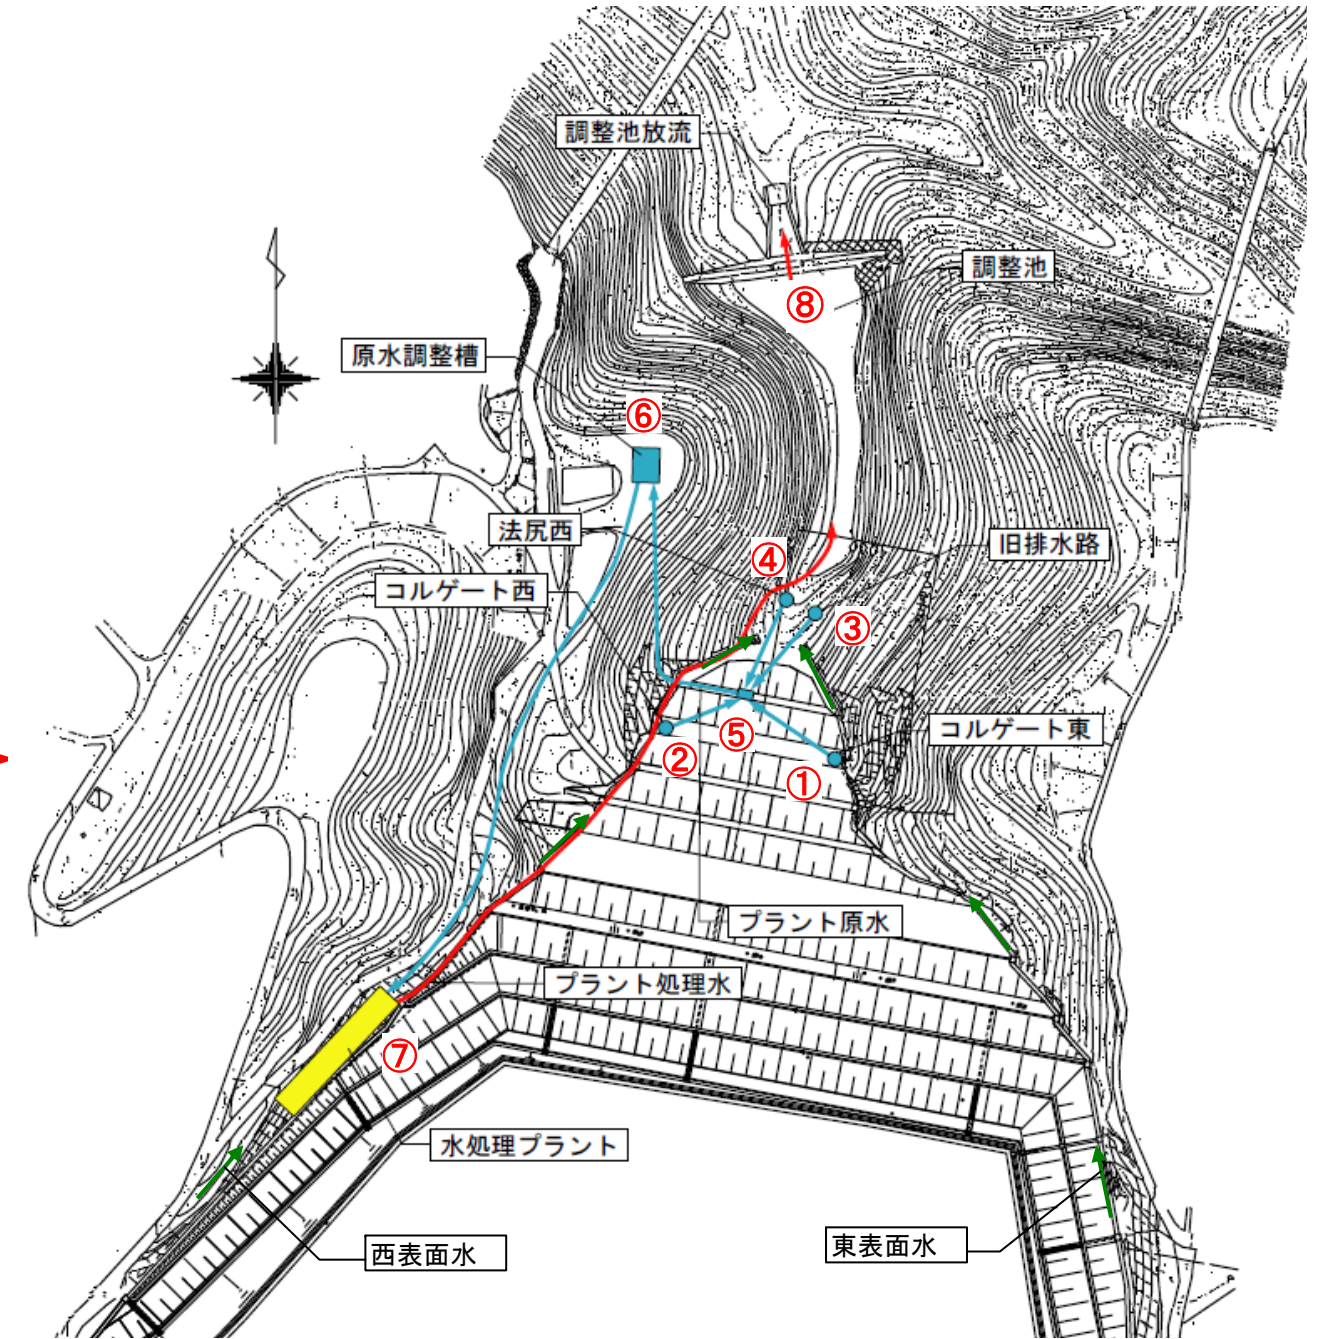 調整池放流
調整池
⑧
原水調整槽
⑥
法尻西
④
旧排水路
コルゲート西
③
コルゲート東
⑤
②
①
プラント原水
プラント処理水
⑦
水処理プラント
西表面水
東表面水